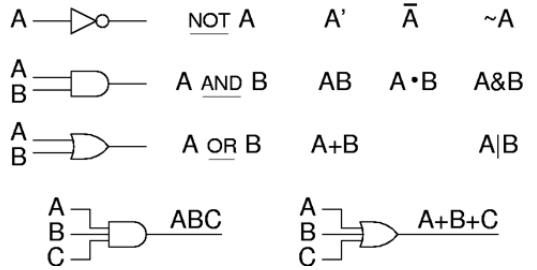 A NOT A A' Ā ~A
A
B A AND B AB A•B A&B
A
B A OR B A+B A|B
A A
B ABC B A+B+C
C C